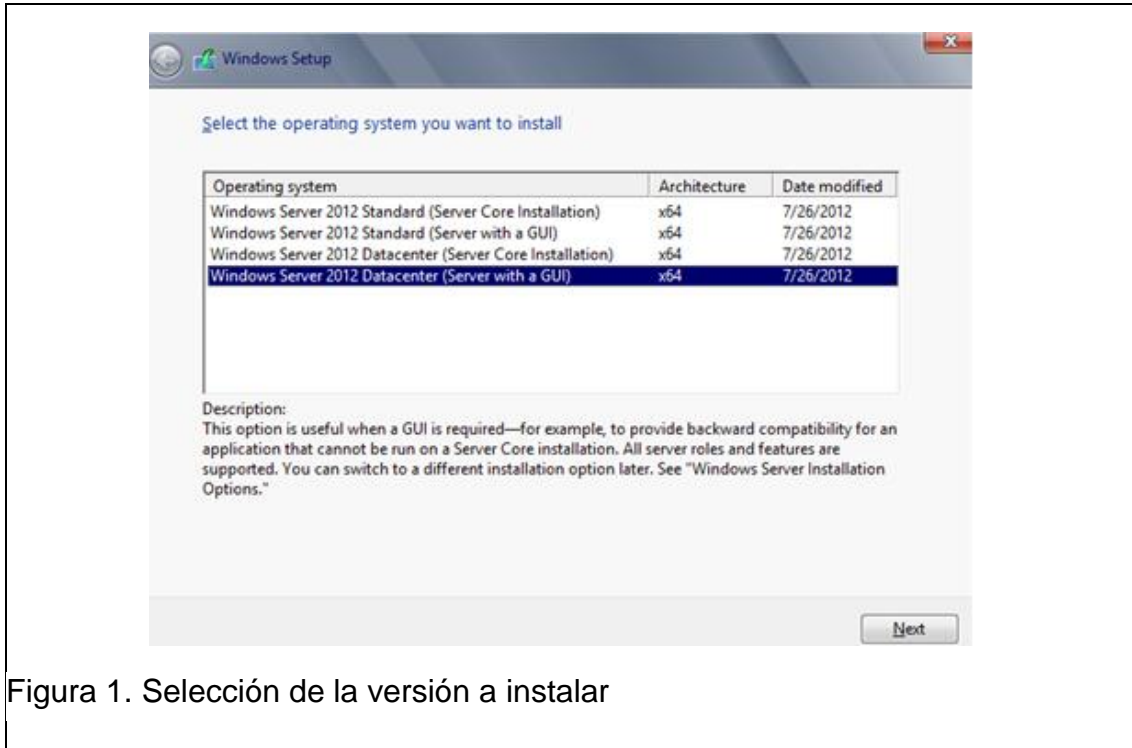 Windows Setup
Select the operating system you want to install
Operating system Architecture Date modified
Windows Server 2012 Standard (Server Core Installation) x64 7/26/2012
Windows Server 2012 Standard (Server with a GUI) x64 7/26/2012
Windows Server 2012 Datacenter (Server Core Installation) x64 7/26/2012
Windows Server 2012 Datacenter (Server with a GUI) x64 7/26/2012
Description:
This option is useful when a GUI is required—for example, to provide backward compatibility for an
application that cannot be run on a Server Core installation. All server roles and features are
supported. You can switch to a different installation option later. See "Windows Server Installation
Options."
Next
Figura 1. Selección de la versión a instalar